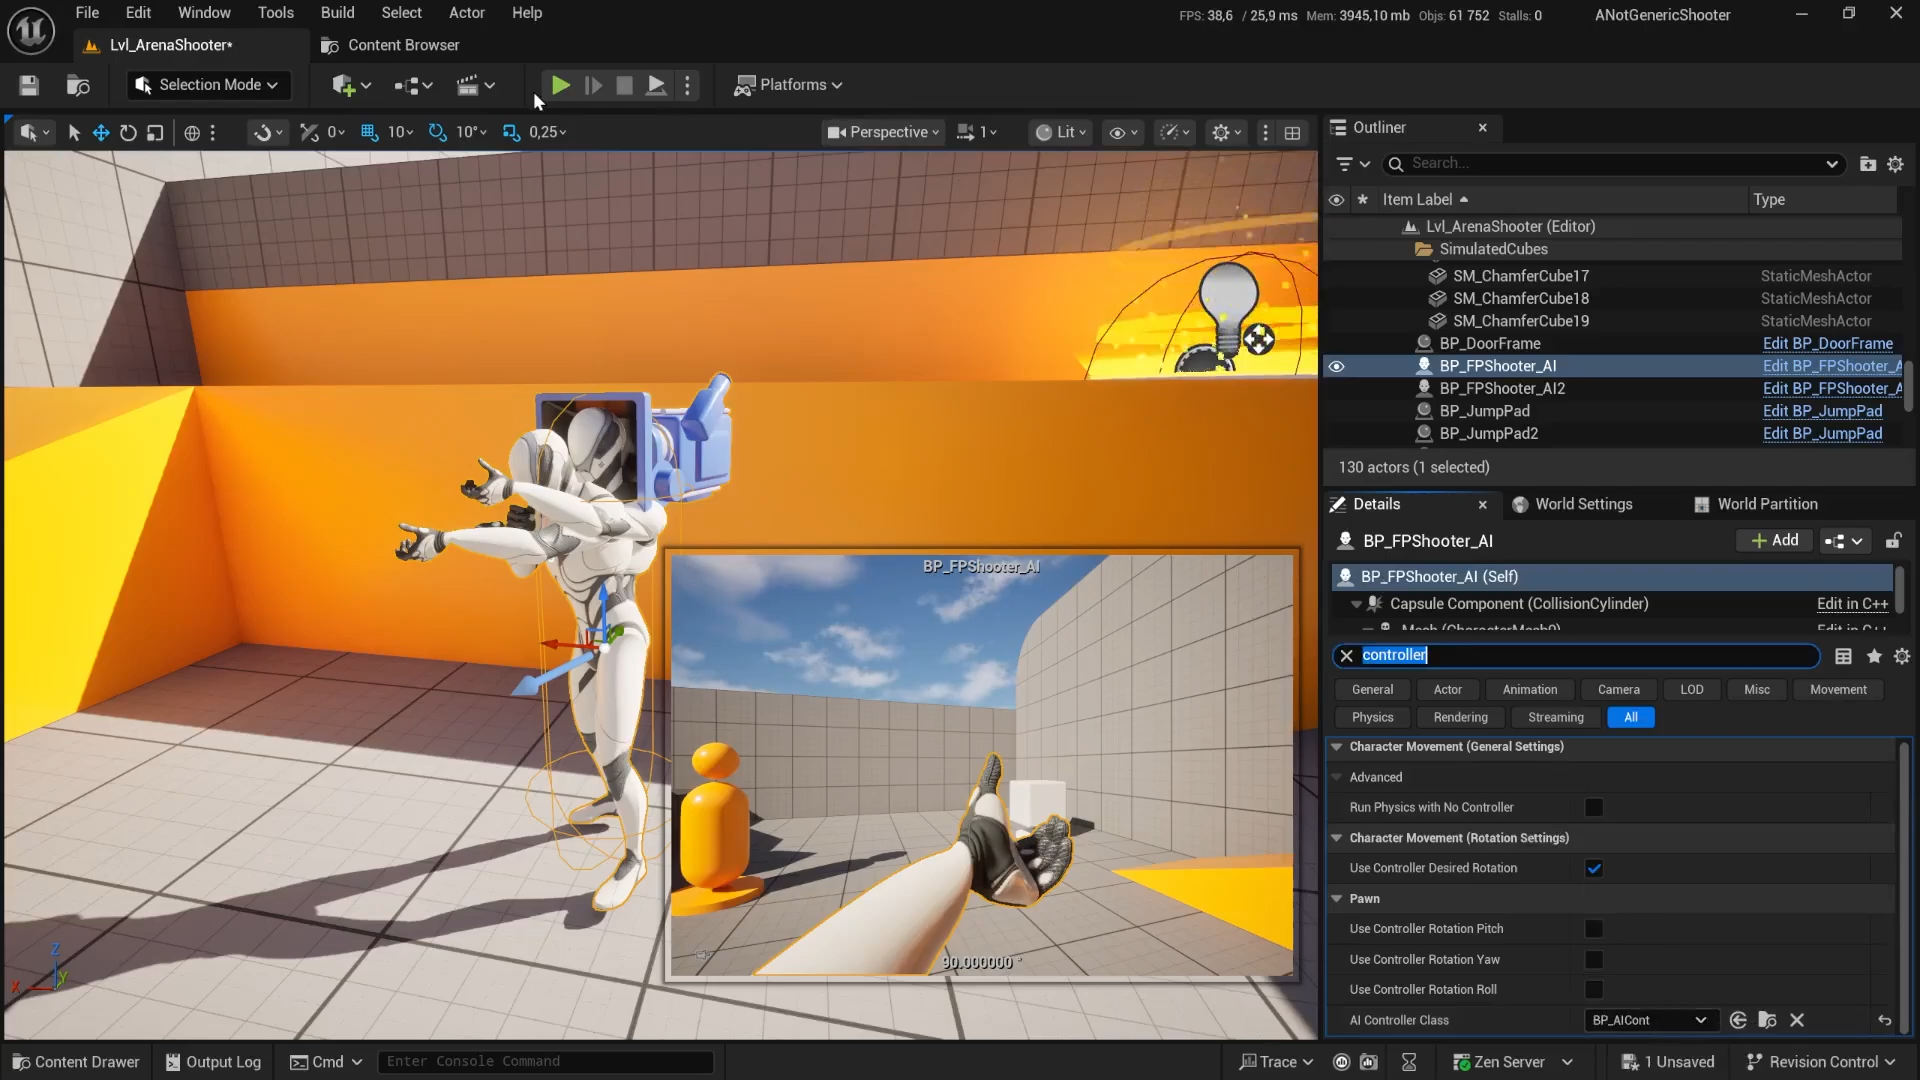 File Edit Window Tools Build Select Actor Help
FPS: 38,6 / 25,9 ms Mem: 3945,10 mb Objs: 61 752 Stalls: 0
ANotGenericShooter
Lvl_ArenaShooter*
Content Browser
Selection Mode
Platforms
0
10
10°
0,25
Perspective
1
Lit
Outliner
Search...
Item Label
Type
Lvl_ArenaShooter (Editor)
SimulatedCubes
SM_ChamferCube17 StaticMeshActor
SM_ChamferCube18 StaticMeshActor
SM_ChamferCube19 StaticMeshActor
BP_DoorFrame Edit BP_DoorFrame
BP_FPShooter_AI Edit BP_FPShooter_A
BP_FPShooter_AI2 Edit BP_FPShooter_A
BP_JumpPad Edit BP_JumpPad
BP_JumpPad2 Edit BP_JumpPad
130 actors (1 selected)
Details
World Settings
World Partition
BP_FPShooter_AI
Add
BP_FPShooter_AI (Self)
Capsule Component (CollisionCylinder) Edit in C++
controller
General Actor Animation Camera LOD Misc Movement
Physics Rendering Streaming All
Character Movement (General Settings)
Advanced
Run Physics with No Controller
Character Movement (Rotation Settings)
Use Controller Desired Rotation
Pawn
Use Controller Rotation Pitch
Use Controller Rotation Yaw
Use Controller Rotation Roll
AI Controller Class BP_AICont
BP_FPShooter_AI
90.000000 °
Z
Y
X
Content Drawer
Output Log
Cmd
Enter Console Command
Trace
Zen Server
1 Unsaved
Revision Control